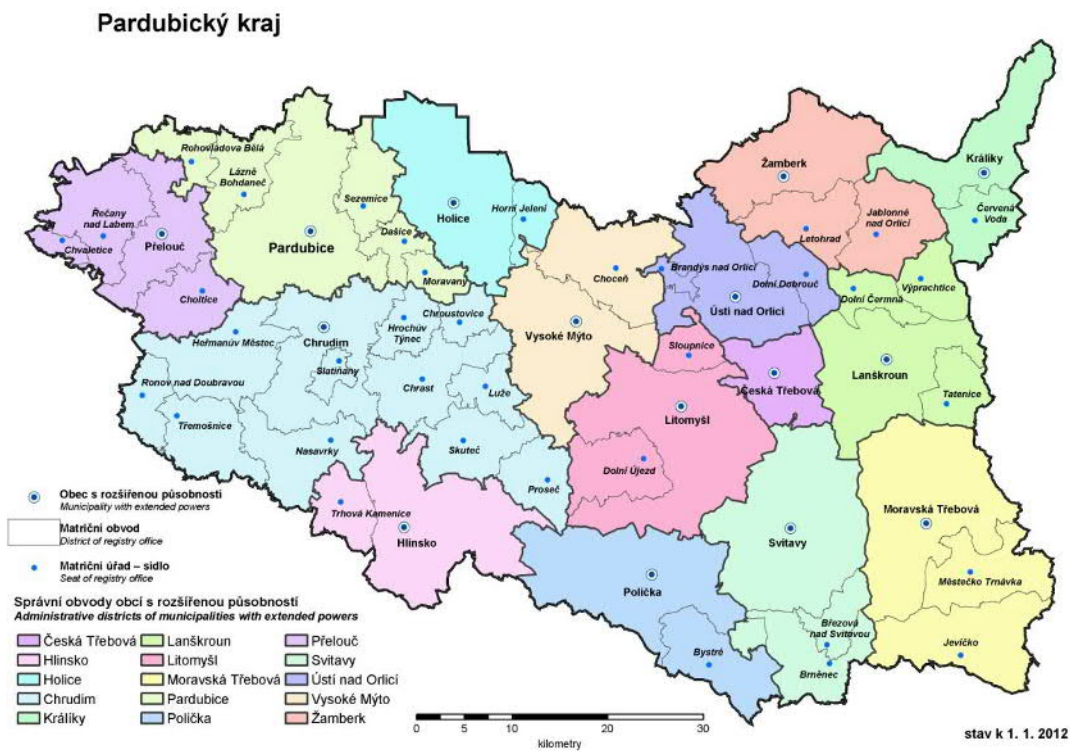 Pardubický kraj
Rohovládova Bělá
Lázně
Bohdaneč
Králíky
Žamberk
Řečany
nad Labem
Sezemice
Holice
Horní Jelení
Červená
Voda
Jablonné
nad Orlicí
Chvaletice
Přelouč
Pardubice
Dašice
Letohrad
Moravany
Choceň
Brandýs nad Orlicí
Dolní Dobrouč
Výprachtice
Choltice
Dolní Čermná
Ústí nad Orlicí
Chroustovice
Hrochův
Týnec
Heřmanův Městec
Chrudim
Vysoké Mýto
Sloupnice
Slatiňany
Ronov nad Doubravou
Chrast
Luže
Česká Třebová
Lanškroun
Tatenice
Třemošnice
Litomyšl
Nasavrky
Skuteč
Dolní Újezd
Proseč
Trhová Kamenice
Hlinsko
Moravská Třebová
Svitavy
Městečko Trnávka
Polička
Březová
nad Svitavou
Bystré
Brněnec
Jevíčko
Obec s rozšířenou působností
Municipality with extended powers
Matriční obvod
District of registry office
Matriční úřad – sídlo
Seat of registry office
Správní obvody obcí s rozšířenou působností
Administrative districts of municipalities with extended powers
Česká Třebová
Lanškroun
Přelouč
Hlinsko
Litomyšl
Svitavy
Holice
Moravská Třebová
Ústí nad Orlicí
Chrudim
Pardubice
Vysoké Mýto
Králíky
Polička
Žamberk
0 5 10 20 30
kilometry
stav k 1. 1. 2012